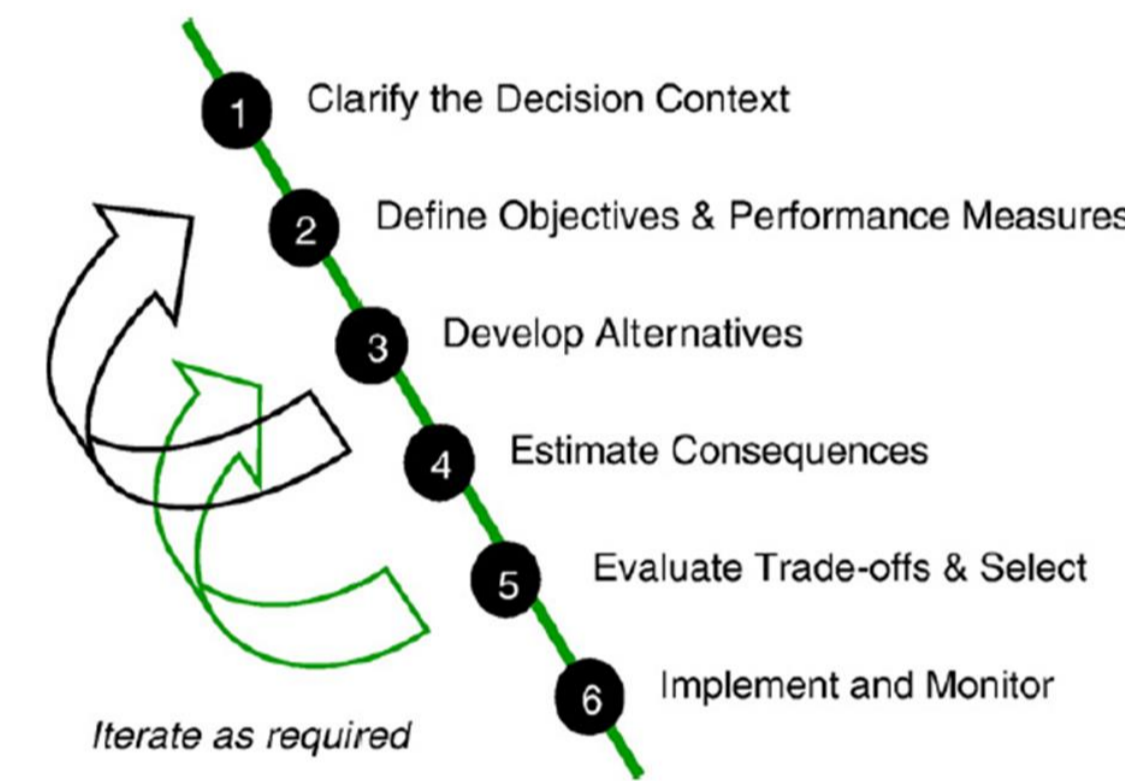 1 Clarify the Decision Context
2 Define Objectives & Performance Measures
3 Develop Alternatives
4 Estimate Consequences
5 Evaluate Trade-offs & Select
6 Implement and Monitor
Iterate as required